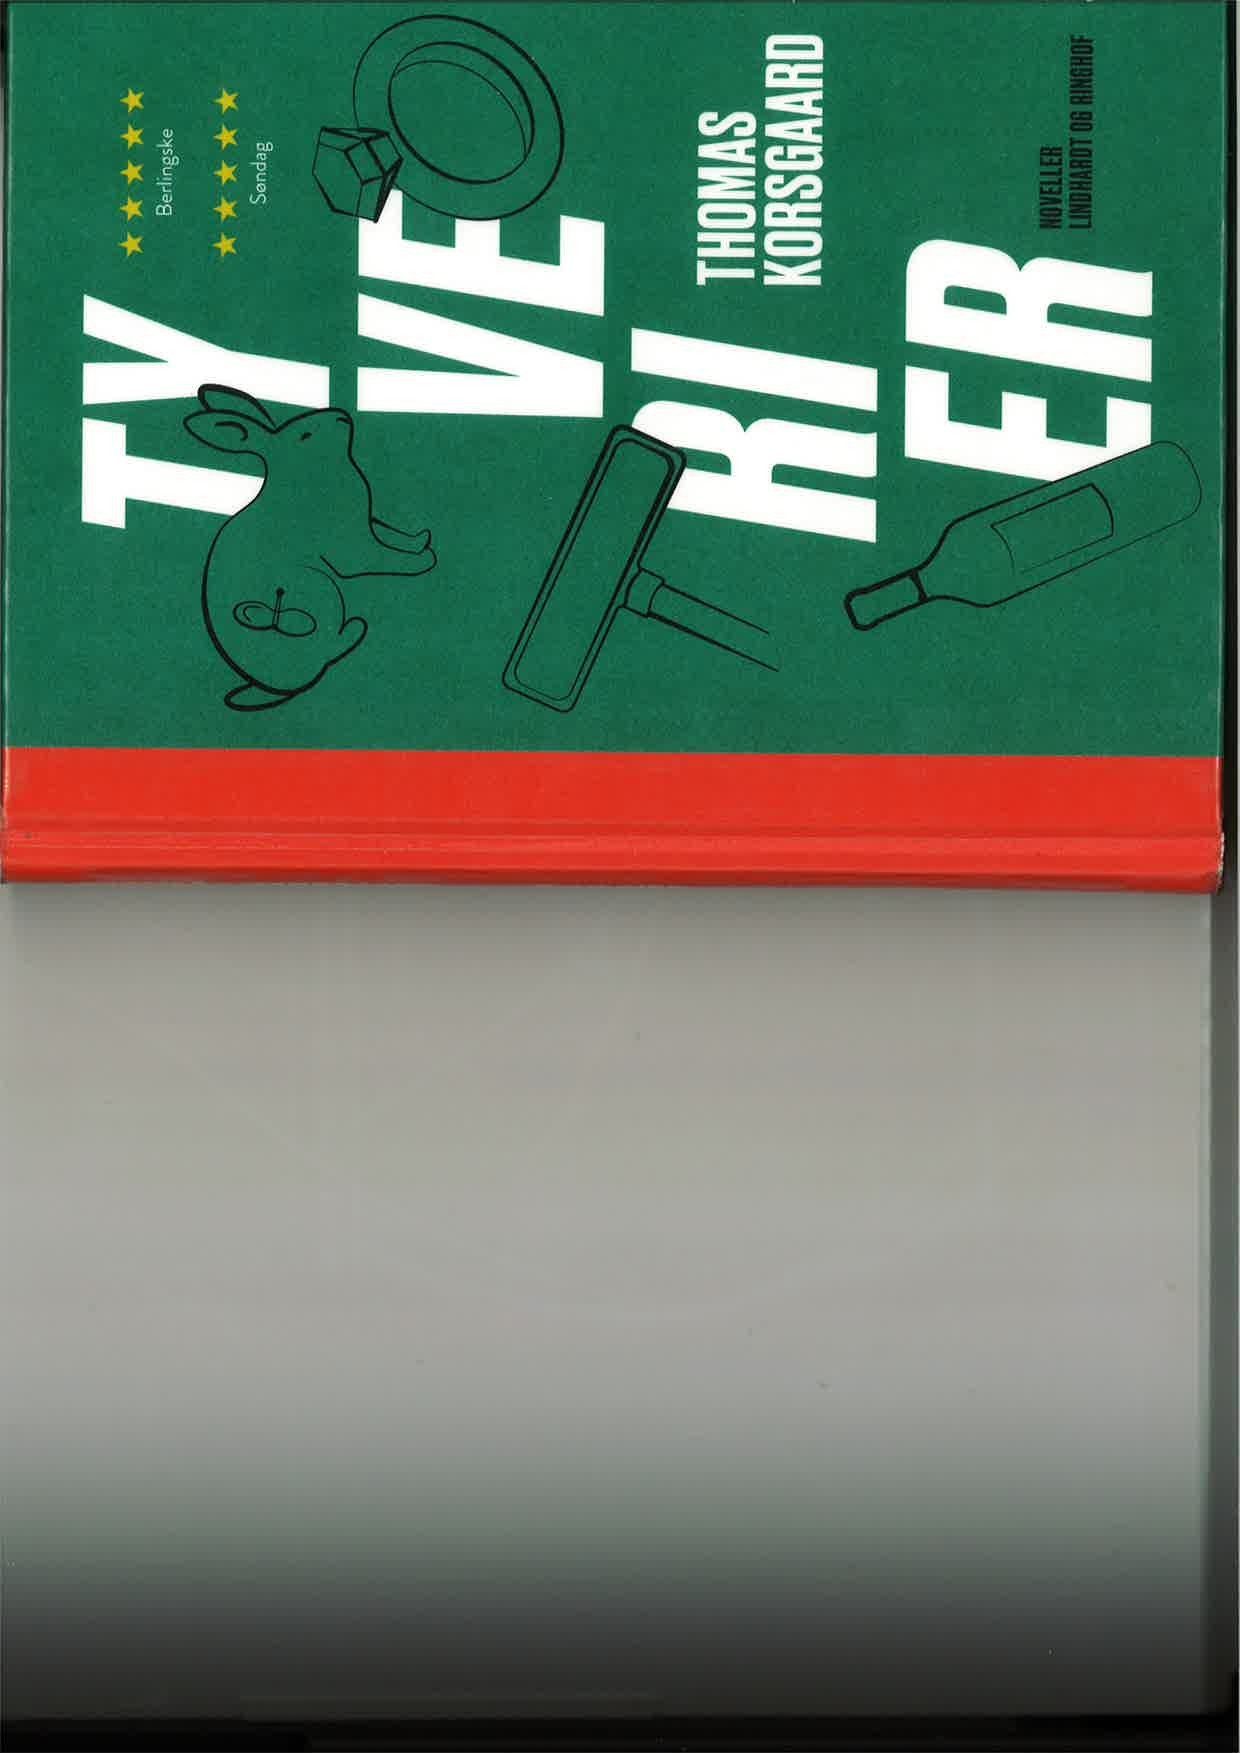 ★★★★★
Berlingske
★★★★★
Søndag
TY
VE
RI
ER
THOMAS
KORSGAARD
NOVELLER
LINDHARDT OG RINGHOF